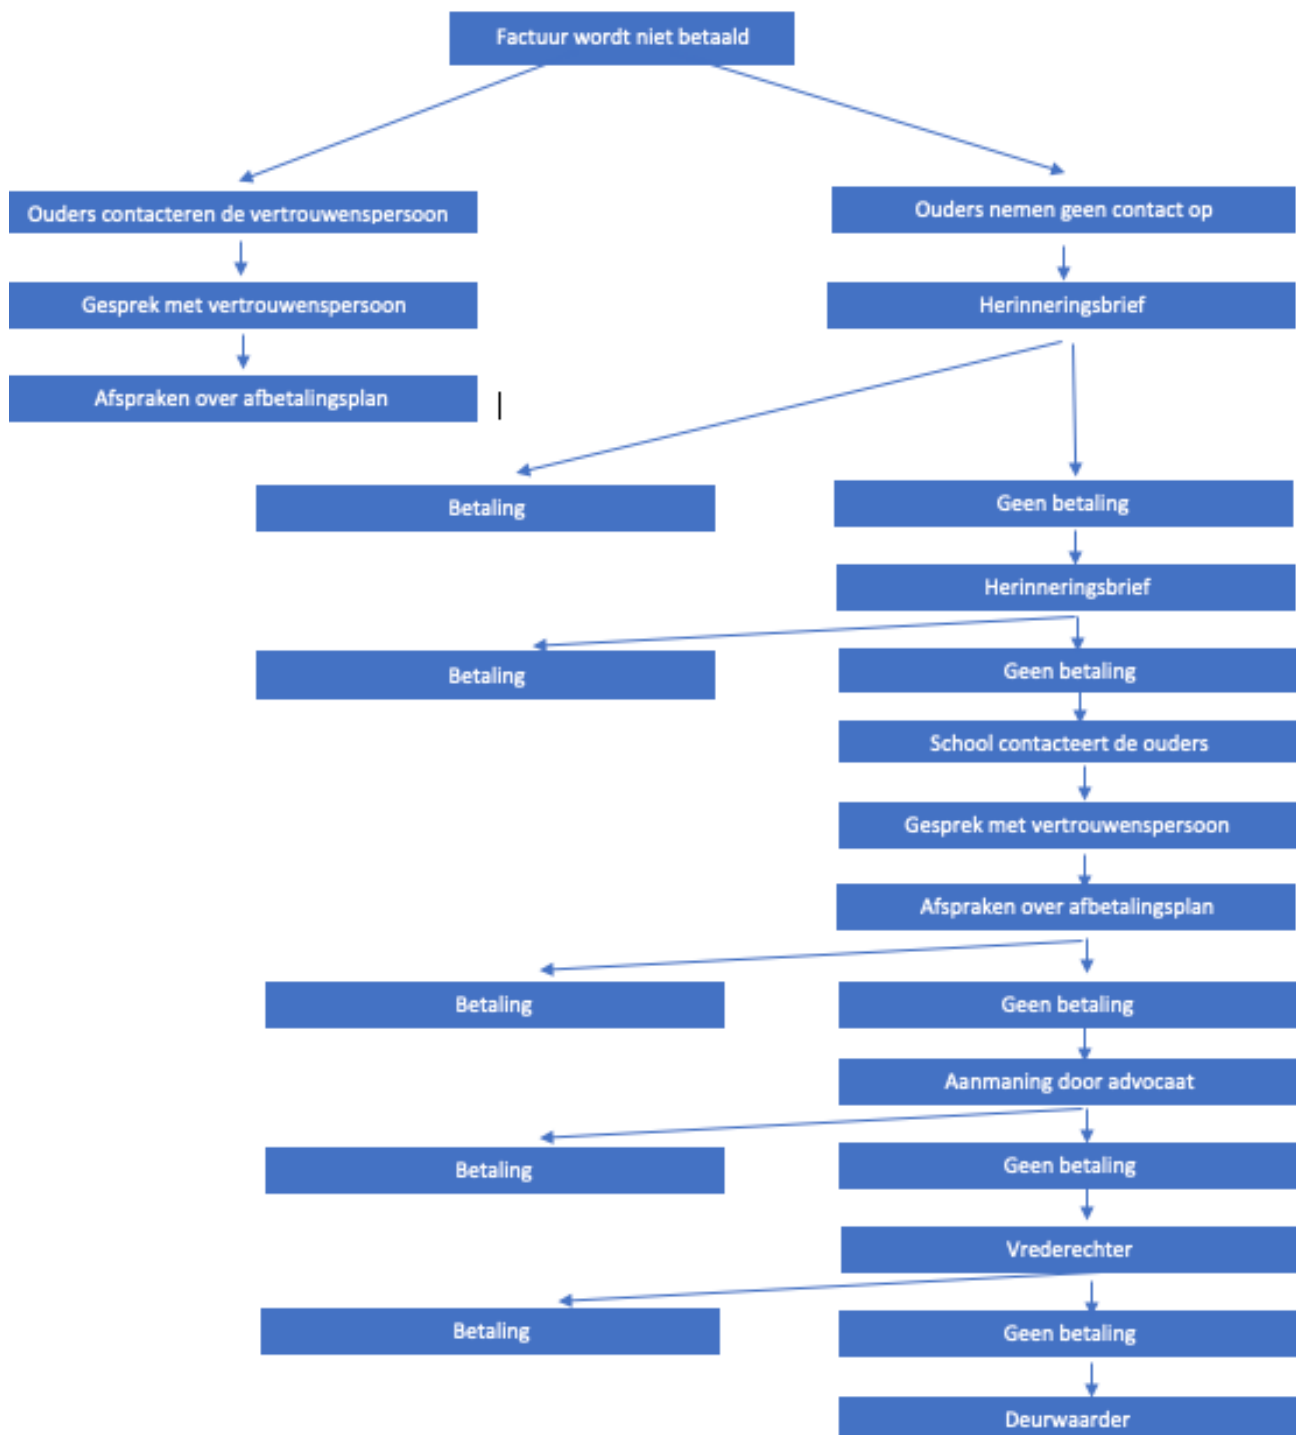 Factuur wordt niet betaald
Ouders contacteren de vertrouwenspersoon
Ouders nemen geen contact op
Gesprek met vertrouwenspersoon
Herinneringsbrief
Afspraken over afbetalingsplan
Betaling
Geen betaling
Herinneringsbrief
Betaling
Geen betaling
School contacteert de ouders
Gesprek met vertrouwenspersoon
Afspraken over afbetalingsplan
Betaling
Geen betaling
Aanmaning door advocaat
Betaling
Geen betaling
Vrederechter
Betaling
Geen betaling
Deurwaarder